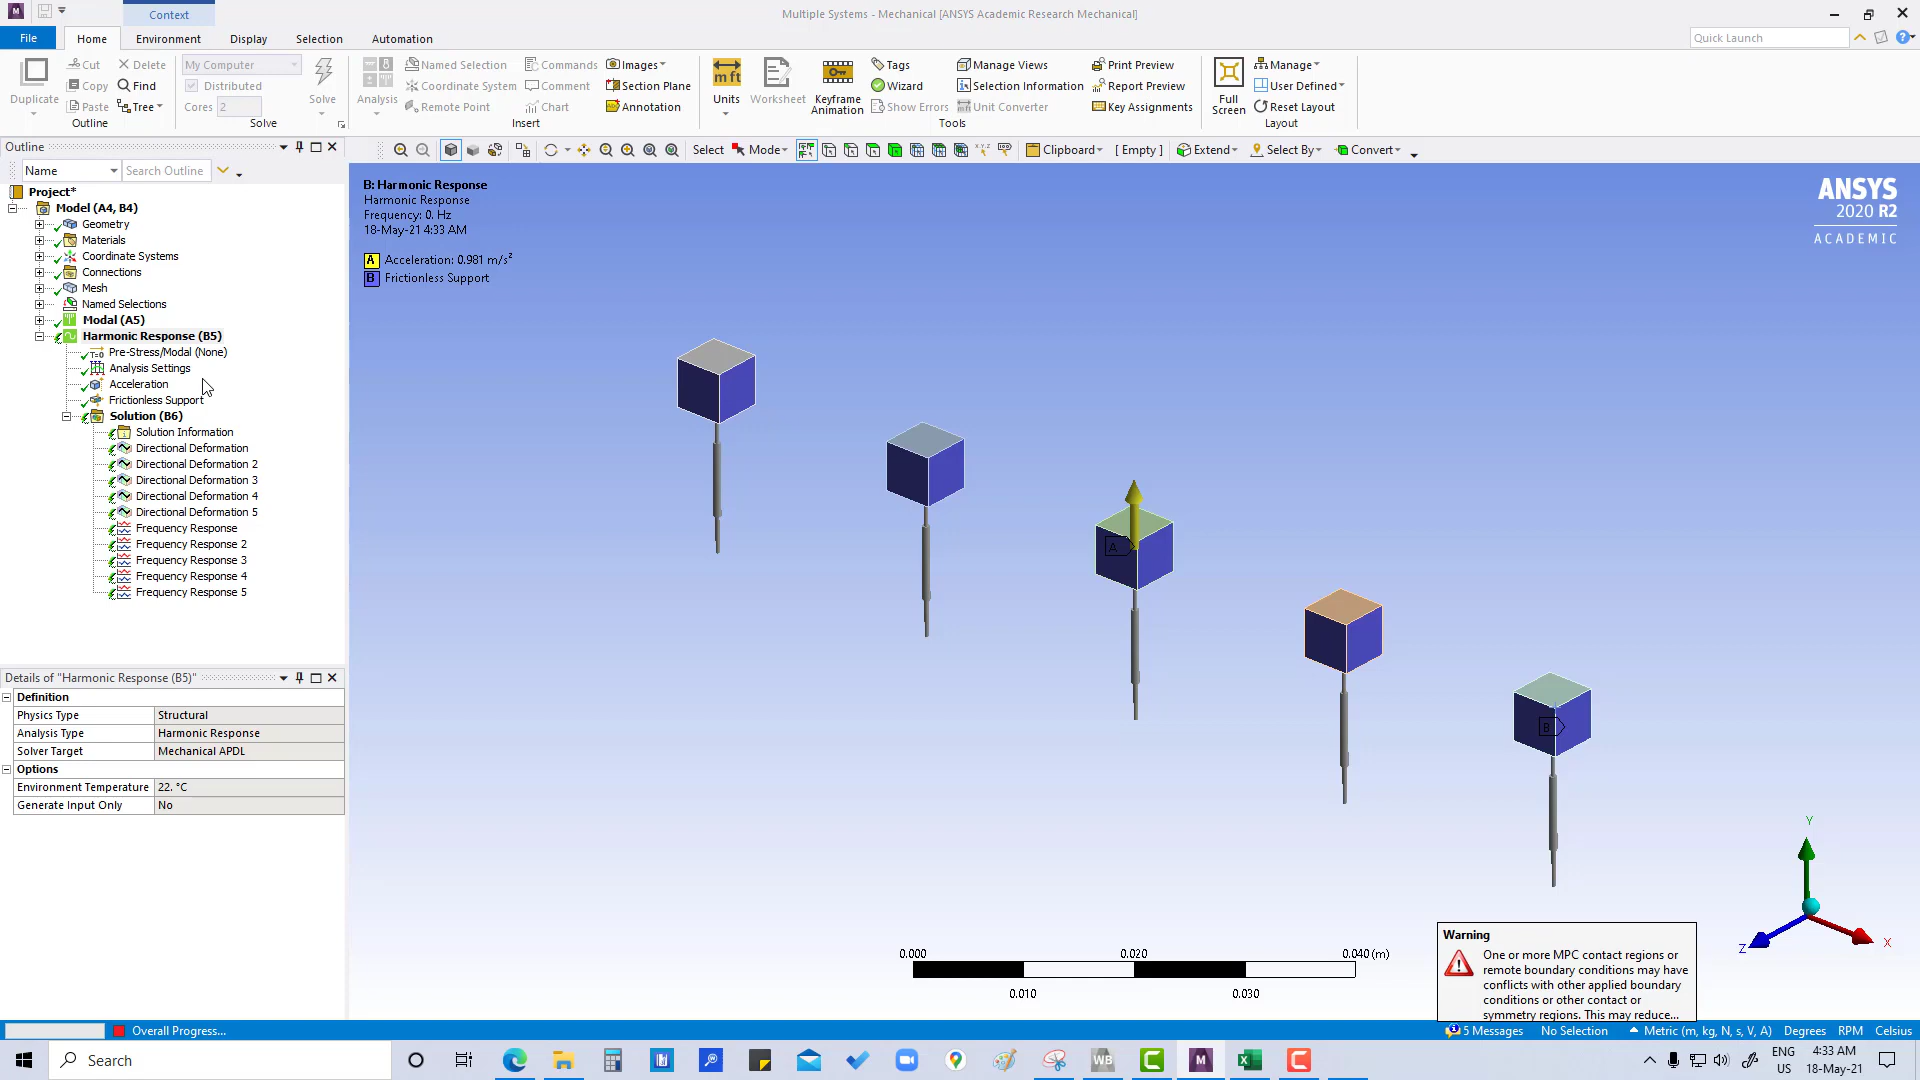 Context
Multiple Systems - Mechanical [ANSYS Academic Research Mechanical]
File
Home
Environment
Display
Selection
Automation
Quick Launch
Duplicate
Cut
Delete
Copy
Find
Paste
Tree
Outline
My Computer
Distributed
Cores 2
Solve
Solve
Analysis
Named Selection
Coordinate System
Remote Point
Commands
Comment
Chart
Images
Section Plane
Annotation
Insert
Units
Worksheet
Keyframe
Animation
Tags
Wizard
Show Errors
Manage Views
Selection Information
Unit Converter
Print Preview
Report Preview
Key Assignments
Tools
Full
Screen
Manage
User Defined
Reset Layout
Layout
Outline
Select
Mode
Clipboard
[ Empty ]
Extend
Select By
Convert
Name
Search Outline
Project*
Model (A4, B4)
Geometry
Materials
Coordinate Systems
Connections
Mesh
Named Selections
Modal (A5)
Harmonic Response (B5)
Pre-Stress/Modal (None)
Analysis Settings
Acceleration
Frictionless Support
Solution (B6)
Solution Information
Directional Deformation
Directional Deformation 2
Directional Deformation 3
Directional Deformation 4
Directional Deformation 5
Frequency Response
Frequency Response 2
Frequency Response 3
Frequency Response 4
Frequency Response 5
B: Harmonic Response
Harmonic Response
Frequency: 0. Hz
18-May-21 4:33 AM
A Acceleration: 0.981 m/s²
B Frictionless Support
ANSYS
2020 R2
ACADEMIC
A
B
Y
Z
X
0.000
0.020
0.040 (m)
0.010
0.030
Details of "Harmonic Response (B5)"
Definition
Physics Type Structural
Analysis Type Harmonic Response
Solver Target Mechanical APDL
Options
Environment Temperature 22. °C
Generate Input Only No
Warning
One or more MPC contact regions or
remote boundary conditions may have
conflicts with other applied boundary
conditions or other contact or
symmetry regions. This may reduce...
Overall Progress...
5 Messages
No Selection
Metric (m, kg, N, s, V, A)
Degrees
RPM
Celsius
Search
WB
M
ENG
US
4:33 AM
18-May-21